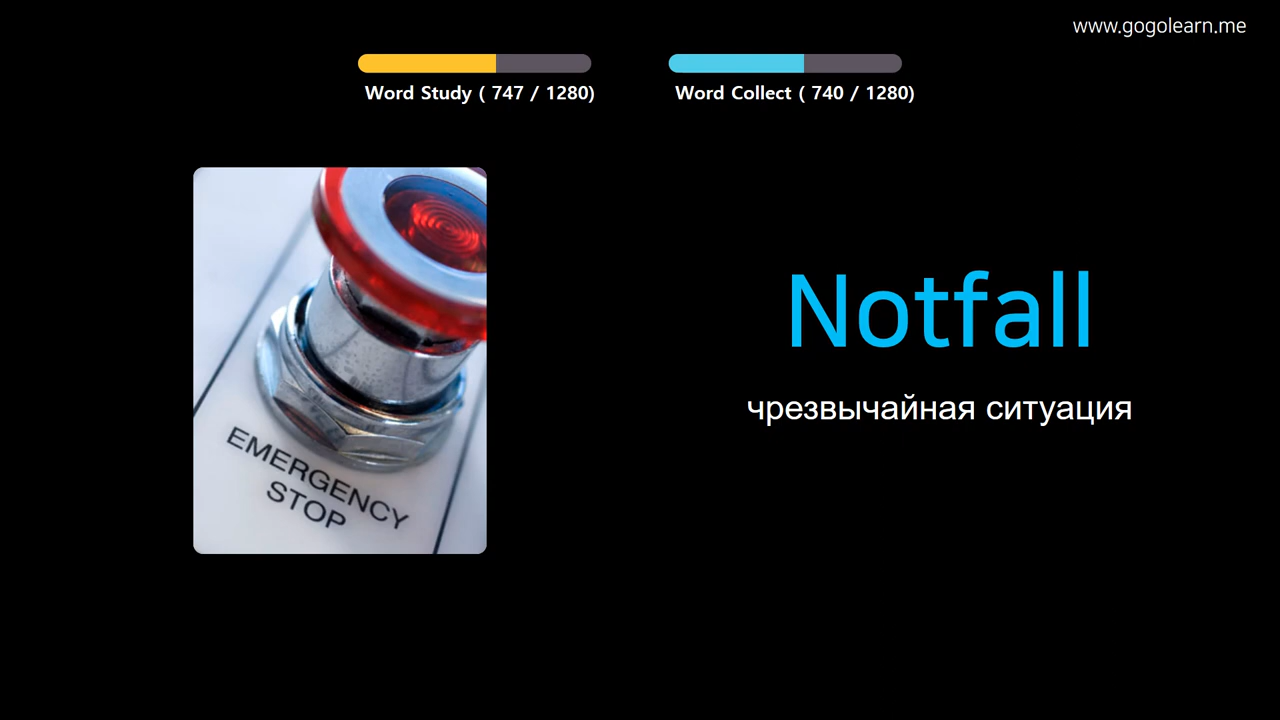 www.gogolearn.me
Word Study ( 747 / 1280)
Word Collect ( 740 / 1280)
Notfall
чрезвычайная ситуация
EMERGENCY
STOP